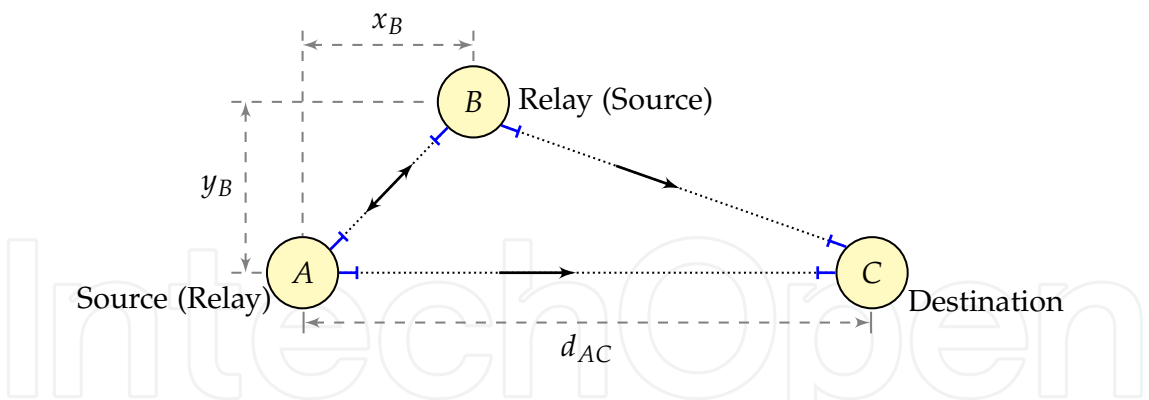 x_B
B Relay (Source)
y_B
A
C
Source (Relay)
Destination
d_AC
IntechOpen